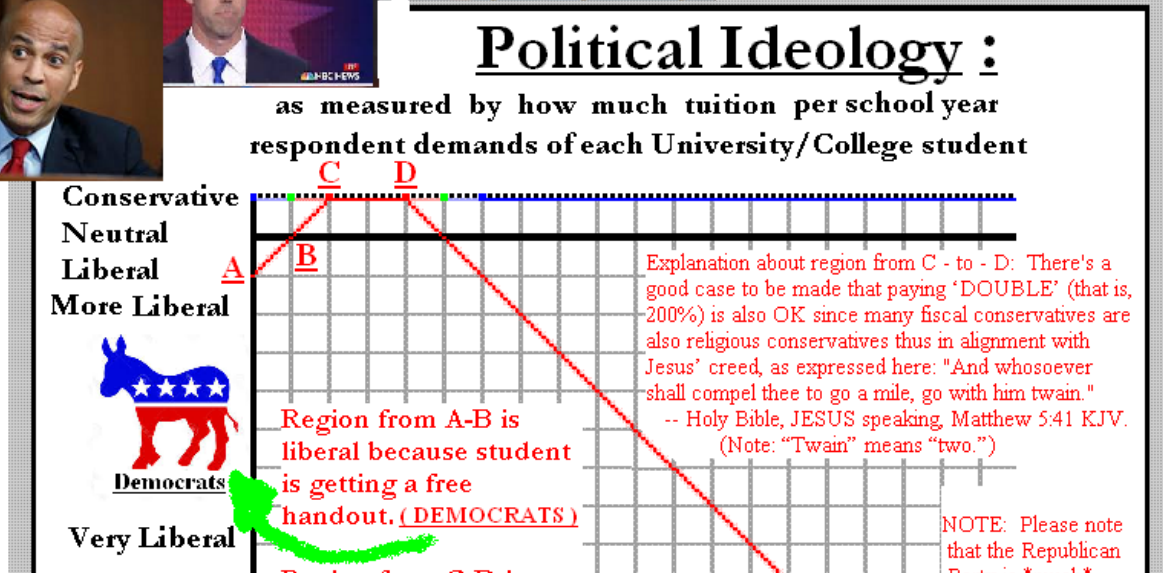 NBC NEWS
Political Ideology :
as measured by how much tuition per school year
respondent demands of each University/College student
C D
Conservative
Neutral
Liberal
More Liberal
A
B
Explanation about region from C - to - D: There's a
good case to be made that paying ‘DOUBLE’ (that is,
200%) is also OK since many fiscal conservatives are
also religious conservatives thus in alignment with
Jesus’ creed, as expressed here: "And whosoever
shall compel thee to go a mile, go with him twain."
-- Holy Bible, JESUS speaking, Matthew 5:41 KJV.
(Note: “Twain” means “two.”)
Democrats
Region from A-B is
liberal because student
is getting a free
handout. ( DEMOCRATS )
Very Liberal
NOTE: Please note
that the Republican